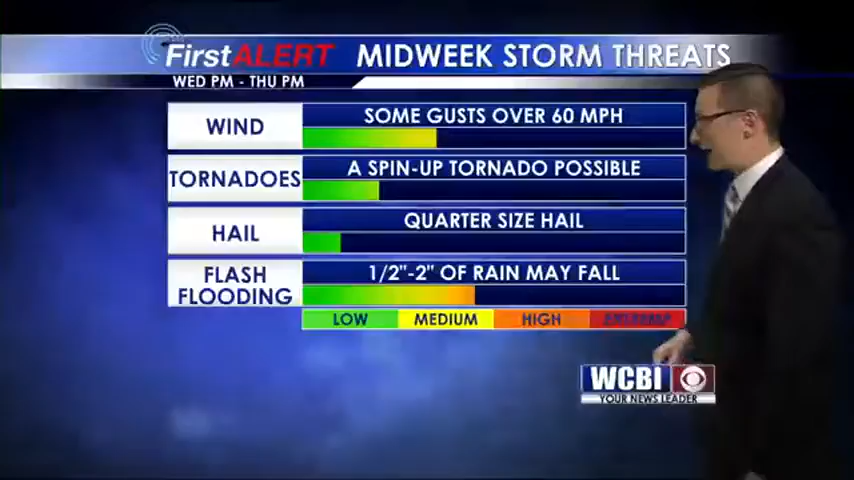 FirstALERT MIDWEEK STORM THREATS
WED PM - THU PM
WIND
SOME GUSTS OVER 60 MPH
TORNADOES
A SPIN-UP TORNADO POSSIBLE
HAIL
QUARTER SIZE HAIL
FLASH
FLOODING
1/2"-2" OF RAIN MAY FALL
LOW MEDIUM HIGH EXTREME
WCBI
YOUR NEWS LEADER